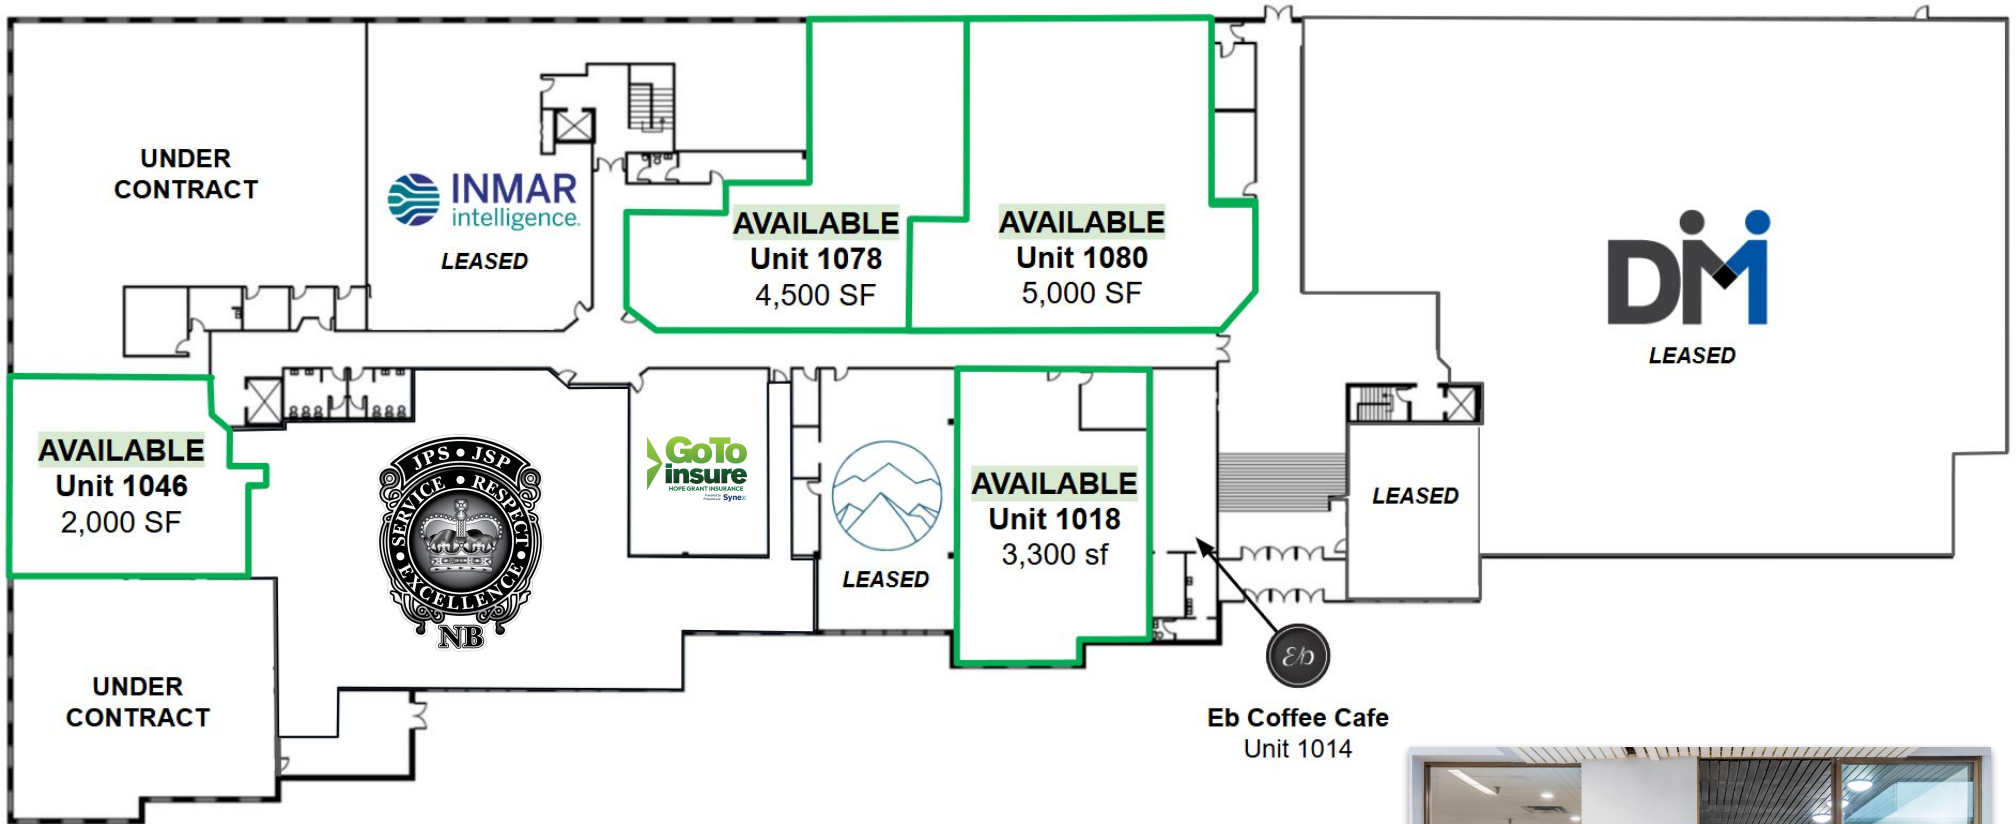 UNDER
CONTRACT
INMAR
intelligence.
LEASED
AVAILABLE
Unit 1078
4,500 SF
AVAILABLE
Unit 1080
5,000 SF
DM
LEASED
AVAILABLE
Unit 1046
2,000 SF
JPS • JSP
SERVICE • RESPECT
• EXCELLENCE •
NB
GoTo
insure
HOPE GRANT INSURANCE
Synex
LEASED
AVAILABLE
Unit 1018
3,300 sf
LEASED
UNDER
CONTRACT
Eb
Eb Coffee Cafe
Unit 1014